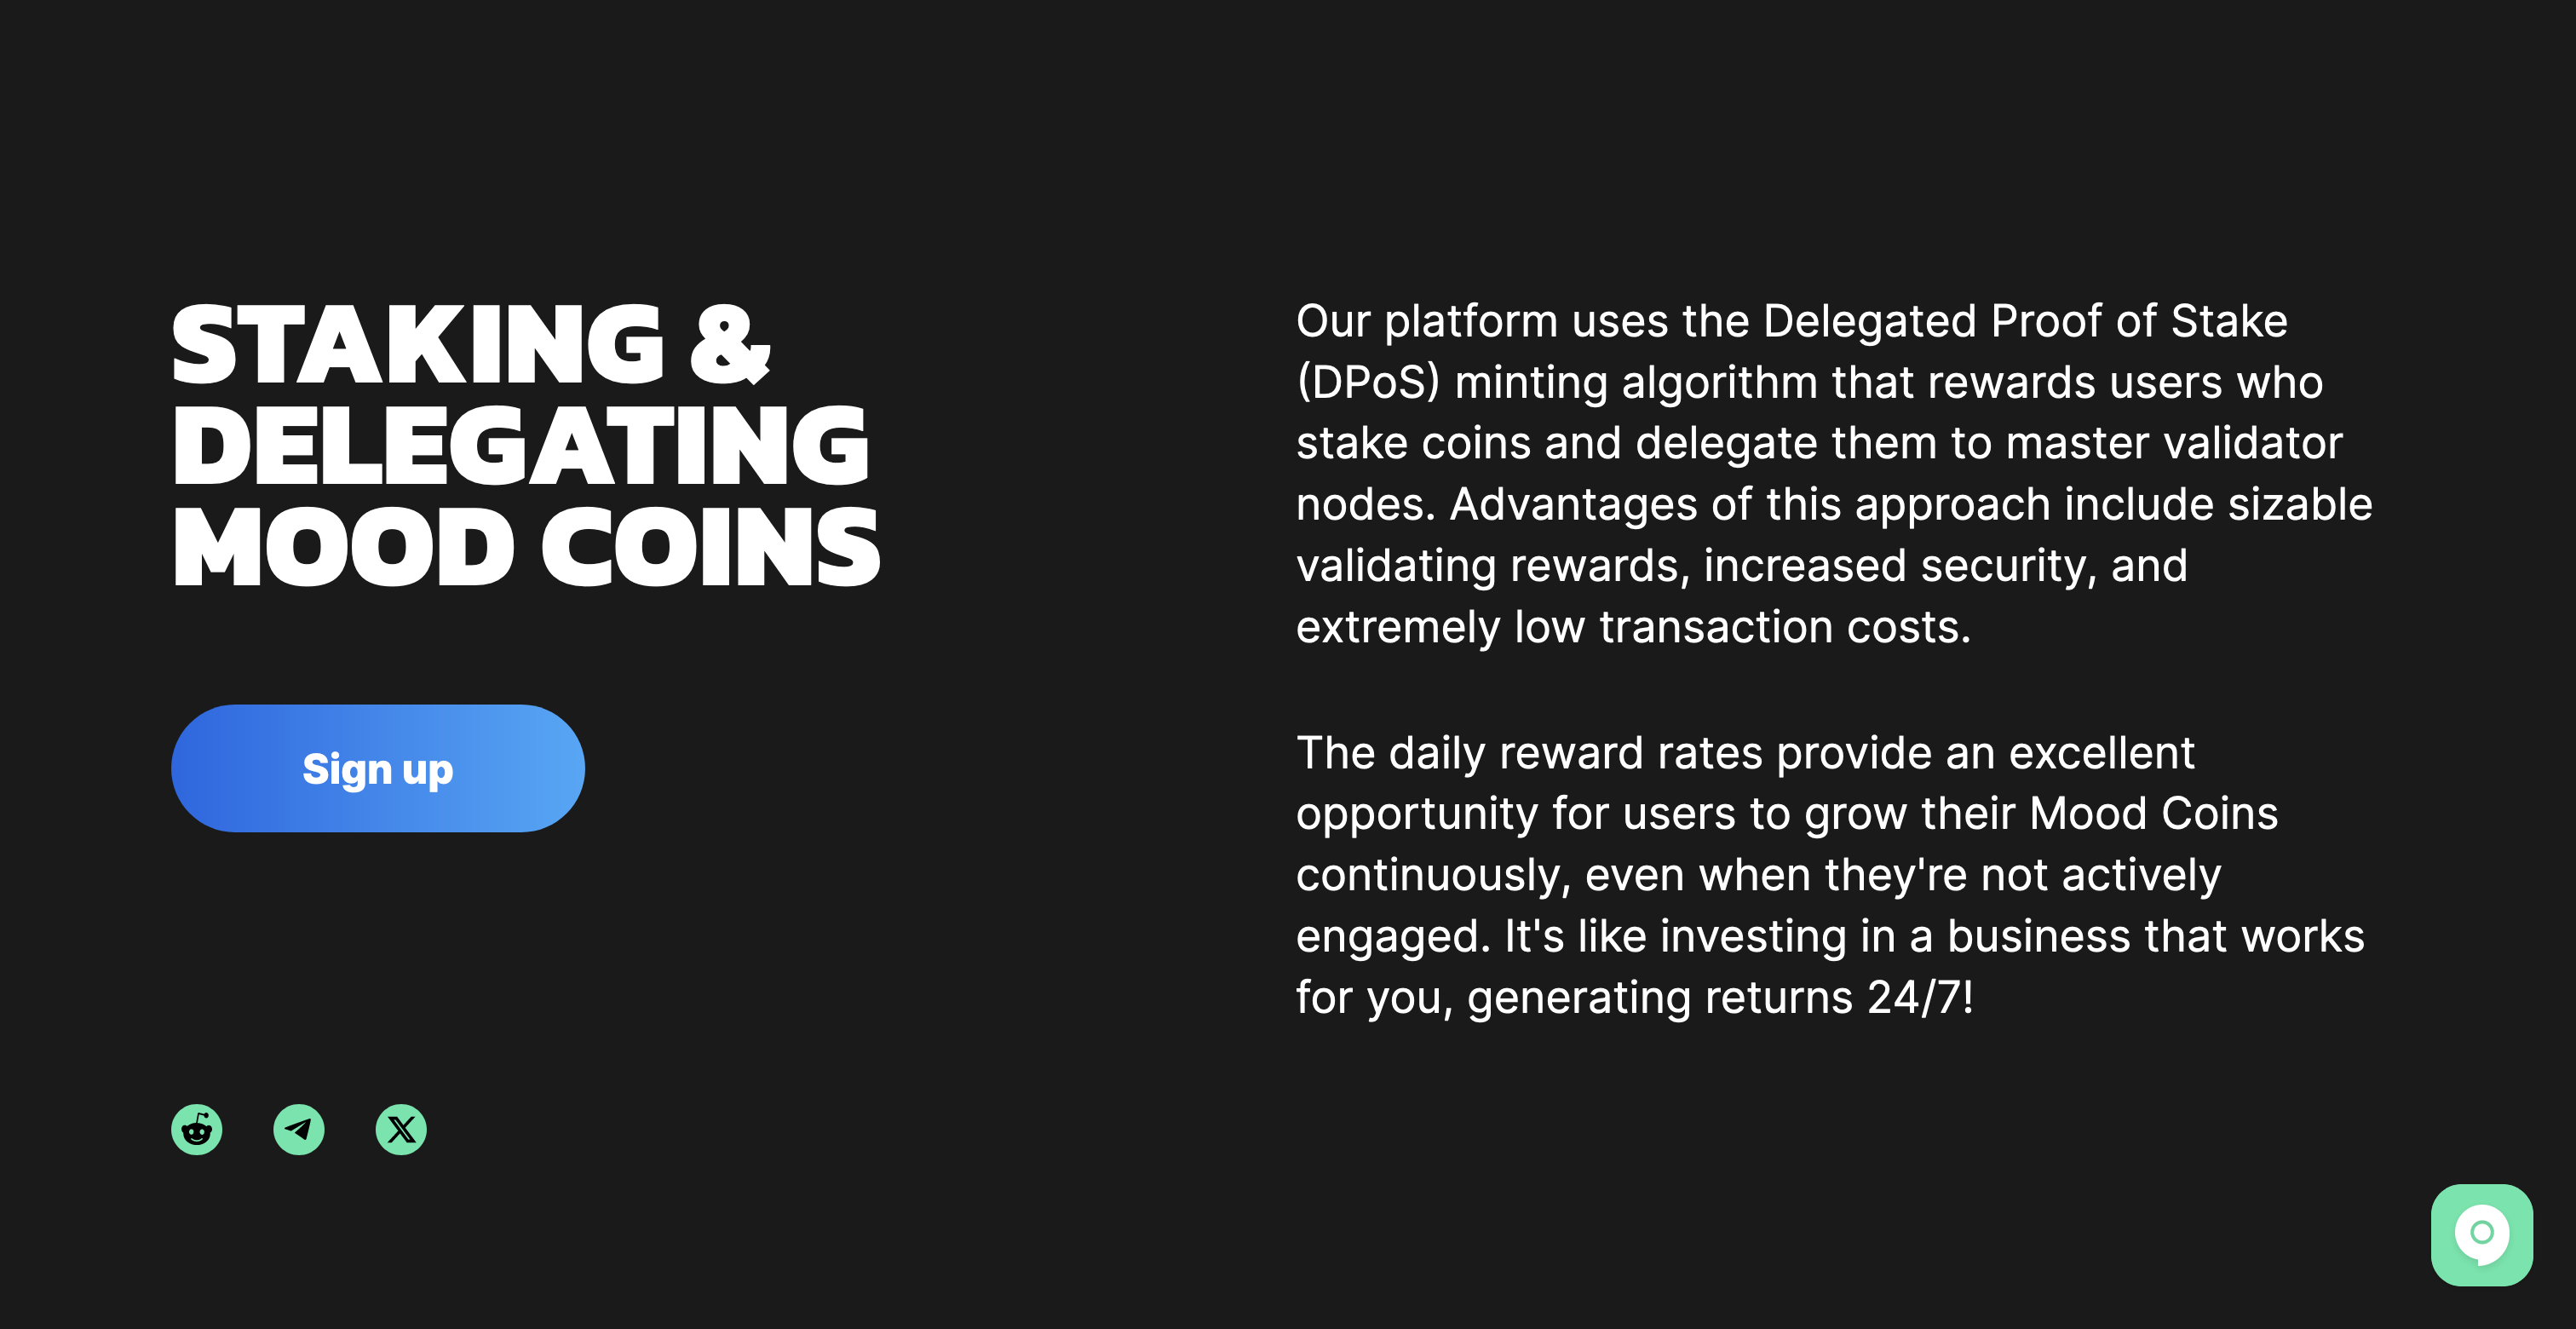 STAKING &
DELEGATING
MOOD COINS
Sign up
Our platform uses the Delegated Proof of Stake
(DPoS) minting algorithm that rewards users who
stake coins and delegate them to master validator
nodes. Advantages of this approach include sizable
validating rewards, increased security, and
extremely low transaction costs.
The daily reward rates provide an excellent
opportunity for users to grow their Mood Coins
continuously, even when they're not actively
engaged. It's like investing in a business that works
for you, generating returns 24/7!